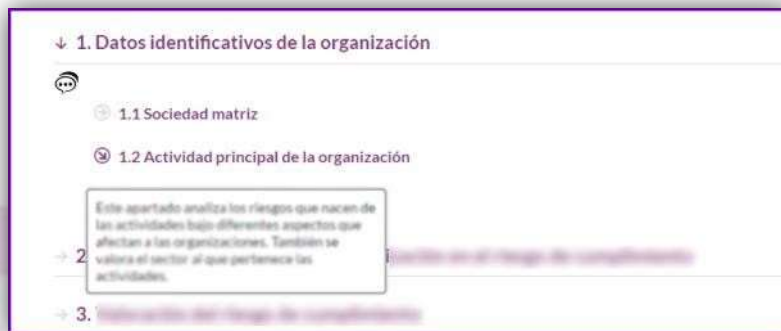 1. Datos identificativos de la organización
1.1 Sociedad matriz
1.2 Actividad principal de la organización
Este apartado analiza los riesgos que nacen de
las actividades bajo diferentes aspectos que
afectan a las organizaciones. También se
valora el sector al que pertenece las
actividades.
2
3.